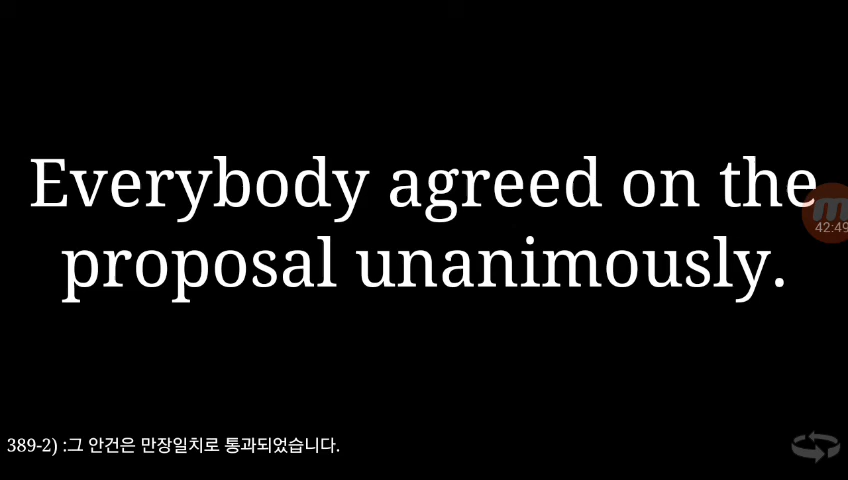 Everybody agreed on the
proposal unanimously.
42:49
389-2) :그 안건은 만장일치로 통과되었습니다.